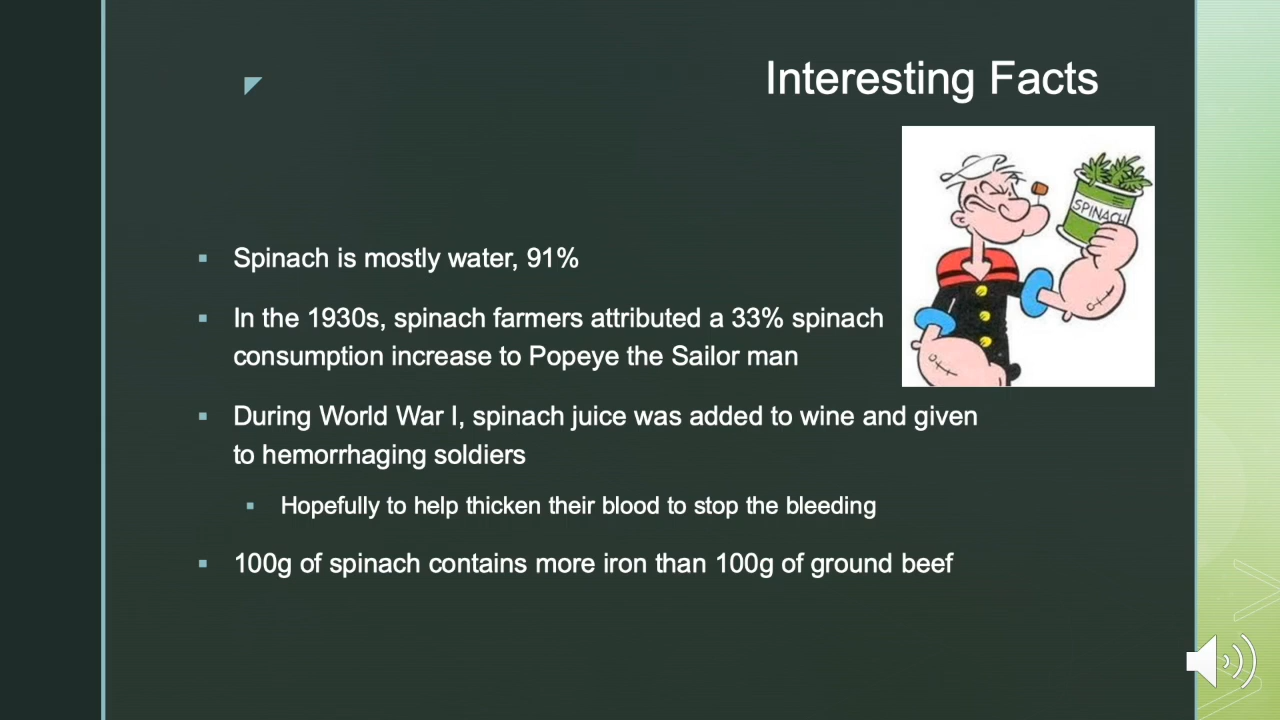 Interesting Facts
SPINACH
Spinach is mostly water, 91%
In the 1930s, spinach farmers attributed a 33% spinach
consumption increase to Popeye the Sailor man
During World War I, spinach juice was added to wine and given
to hemorrhaging soldiers
Hopefully to help thicken their blood to stop the bleeding
100g of spinach contains more iron than 100g of ground beef